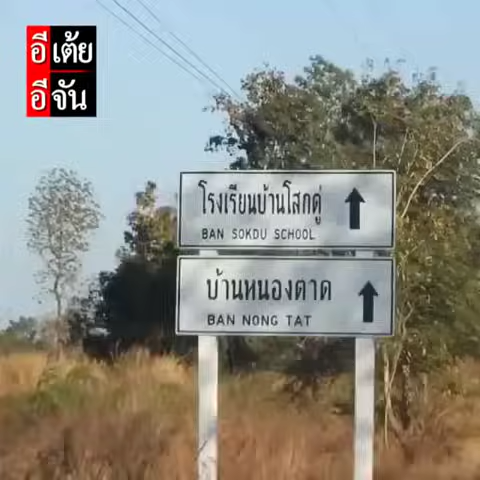 อีเต้ย
อีจัน
โรงเรียนบ้านโสกดู่
BAN SOKDU SCHOOL
บ้านหนองตาด
BAN NONG TAT